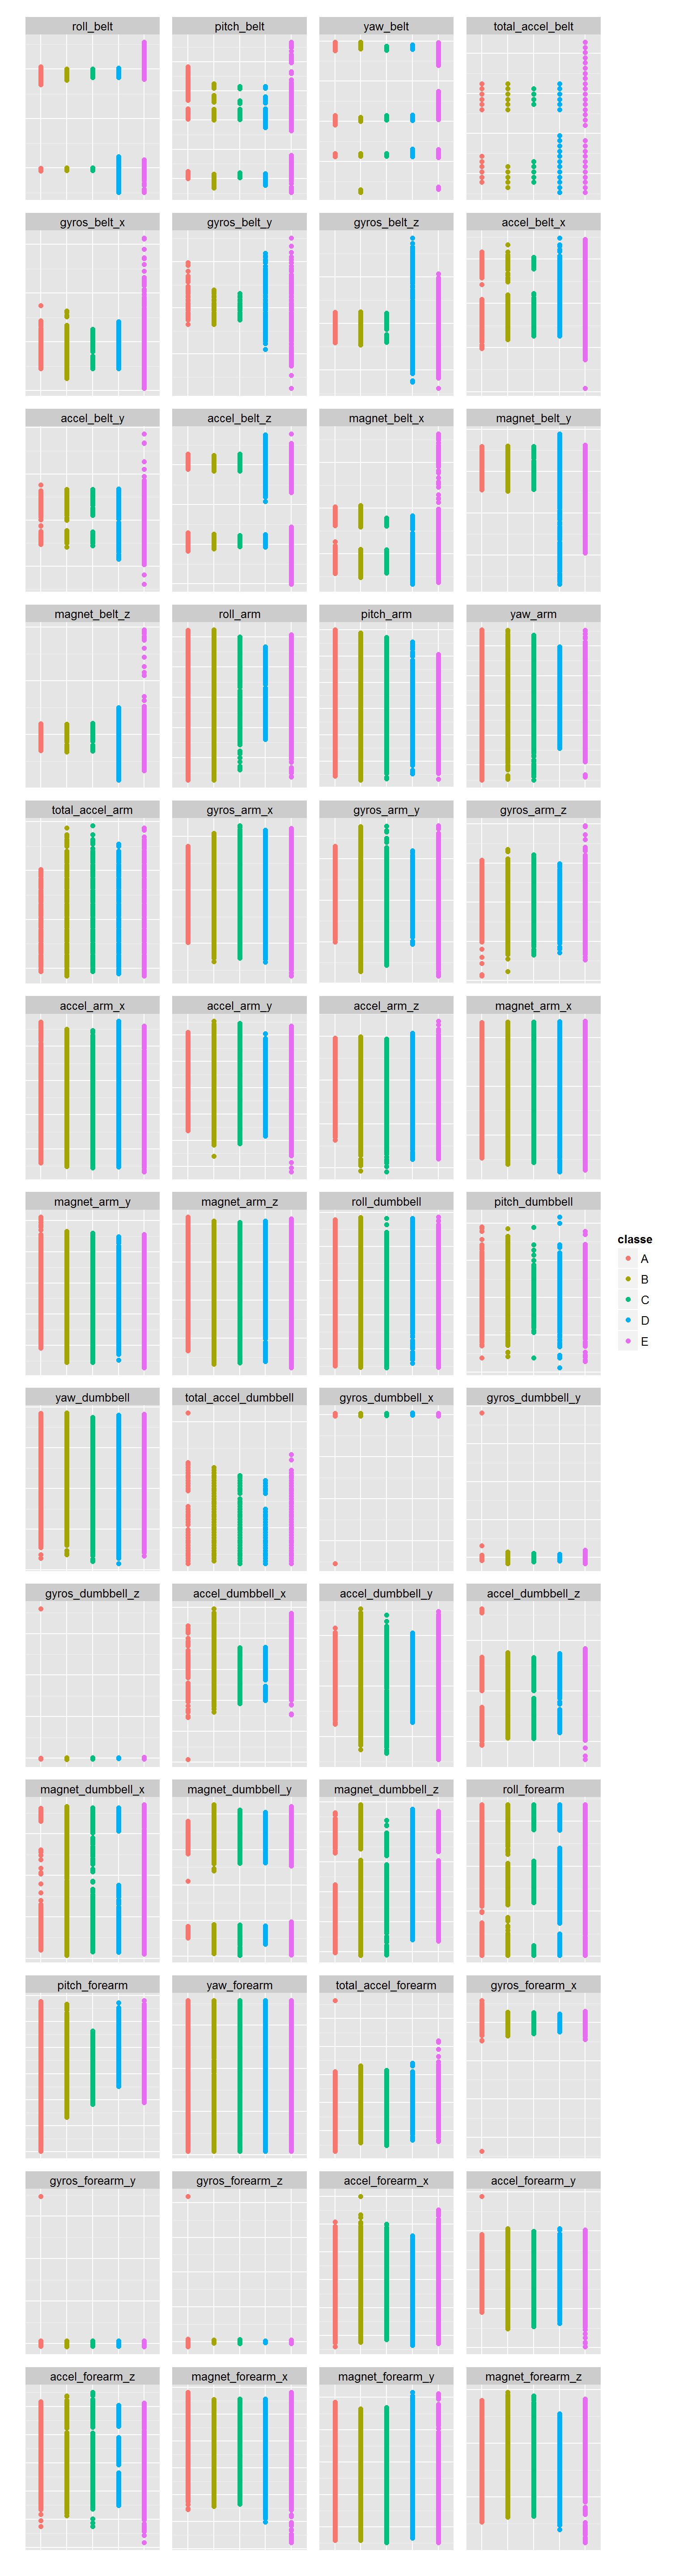 roll_belt pitch_belt yaw_belt total_accel_belt
gyros_belt_x gyros_belt_y gyros_belt_z accel_belt_x
accel_belt_y accel_belt_z magnet_belt_x magnet_belt_y
magnet_belt_z roll_arm pitch_arm yaw_arm
total_accel_arm gyros_arm_x gyros_arm_y gyros_arm_z
accel_arm_x accel_arm_y accel_arm_z magnet_arm_x
magnet_arm_y magnet_arm_z roll_dumbbell pitch_dumbbell
classe
A
B
C
D
E
yaw_dumbbell total_accel_dumbbell gyros_dumbbell_x gyros_dumbbell_y
gyros_dumbbell_z accel_dumbbell_x accel_dumbbell_y accel_dumbbell_z
magnet_dumbbell_x magnet_dumbbell_y magnet_dumbbell_z roll_forearm
pitch_forearm yaw_forearm total_accel_forearm gyros_forearm_x
gyros_forearm_y gyros_forearm_z accel_forearm_x accel_forearm_y
accel_forearm_z magnet_forearm_x magnet_forearm_y magnet_forearm_z